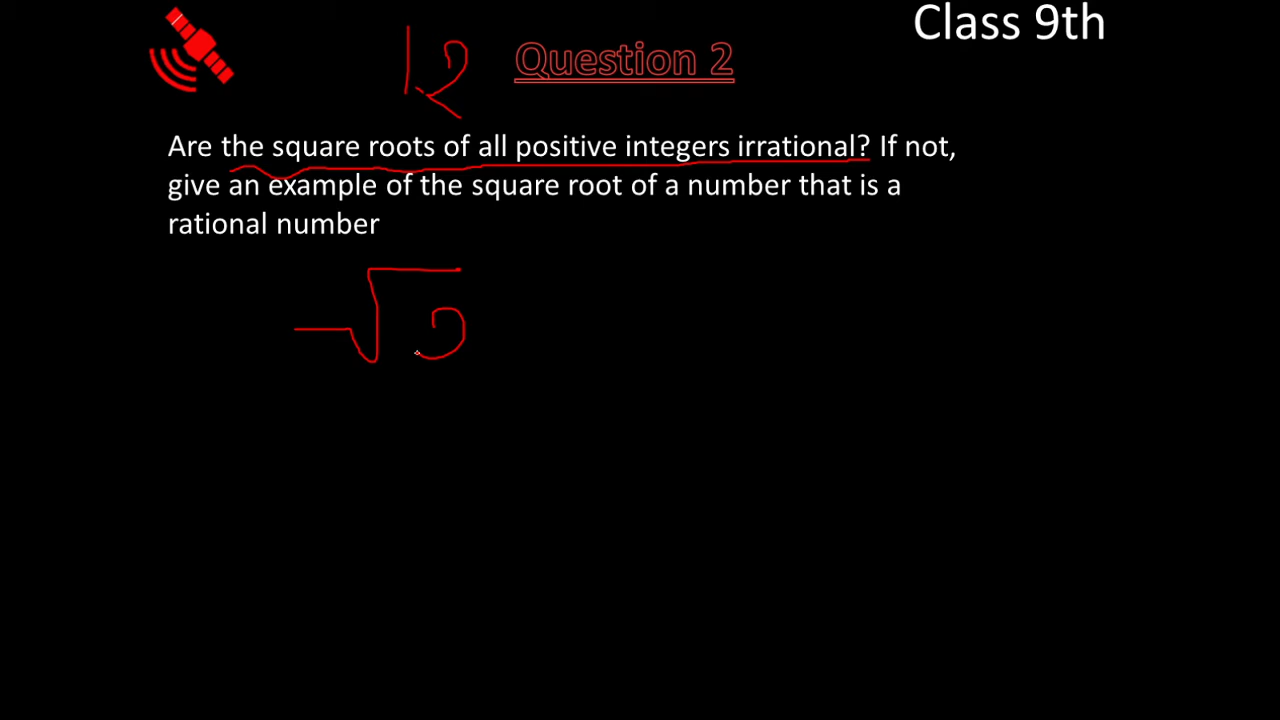 Class 9th
Question 2
Are the square roots of all positive integers irrational? If not,
give an example of the square root of a number that is a
rational number